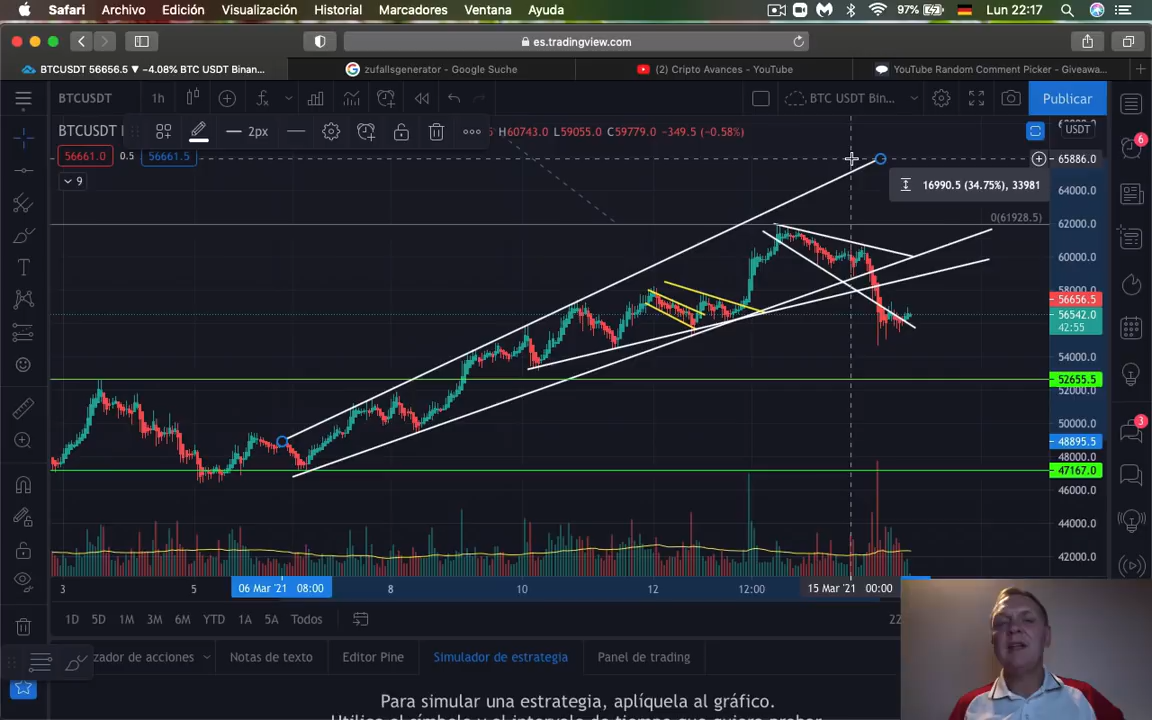 Safari Archivo Edición Visualización Historial Marcadores Ventana Ayuda 97% Lun 22:17
es.tradingview.com
BTCUSDT 56656.5 ▼ −4.08% BTC USDT Binan... zufallsgenerator - Google Suche (2) Cripto Avances - YouTube YouTube Random Comment Picker - Giveawa...
BTCUSDT 1h BTC USDT Bin... Publicar
BTCUSDT 2px H60743.0 L59055.0 C59779.0 −349.5 (−0.58%) USDT 6
56661.0 0.5 56661.5 65886.0
9 16990.5 (34.75%), 33981
64000.0
0(61928.5) 62000.0
60000.0
58000.0
56656.5
56542.0
42:55
54000.0
52655.5
50000.0 3
48895.5
48000.0
47167.0
46000.0
44000.0
42000.0
3 5 06 Mar '21 08:00 8 10 12 12:00 15 Mar '21 00:00
1D 5D 1M 3M 6M YTD 1A 5A Todos 22
zador de acciones Notas de texto Editor Pine Simulador de estrategia Panel de trading
Para simular una estrategia, aplíquela al gráfico.